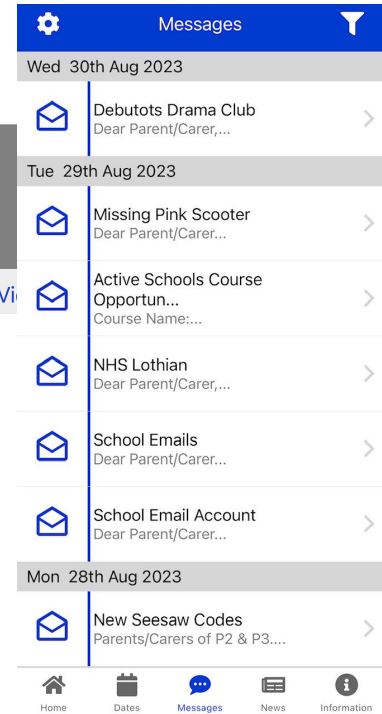 Messages
Wed 30th Aug 2023
Debutots Drama Club
Dear Parent/Carer,...
Tue 29th Aug 2023
Missing Pink Scooter
Dear Parent/Carer...
Active Schools Course
Opportun...
Course Name:...
Vi
NHS Lothian
Dear Parent/Carer,...
School Emails
Dear Parent/Carer...
School Email Account
Dear Parent/Carer...
Mon 28th Aug 2023
New Seesaw Codes
Parents/Carers of P2 & P3....
Home Dates Messages News Information